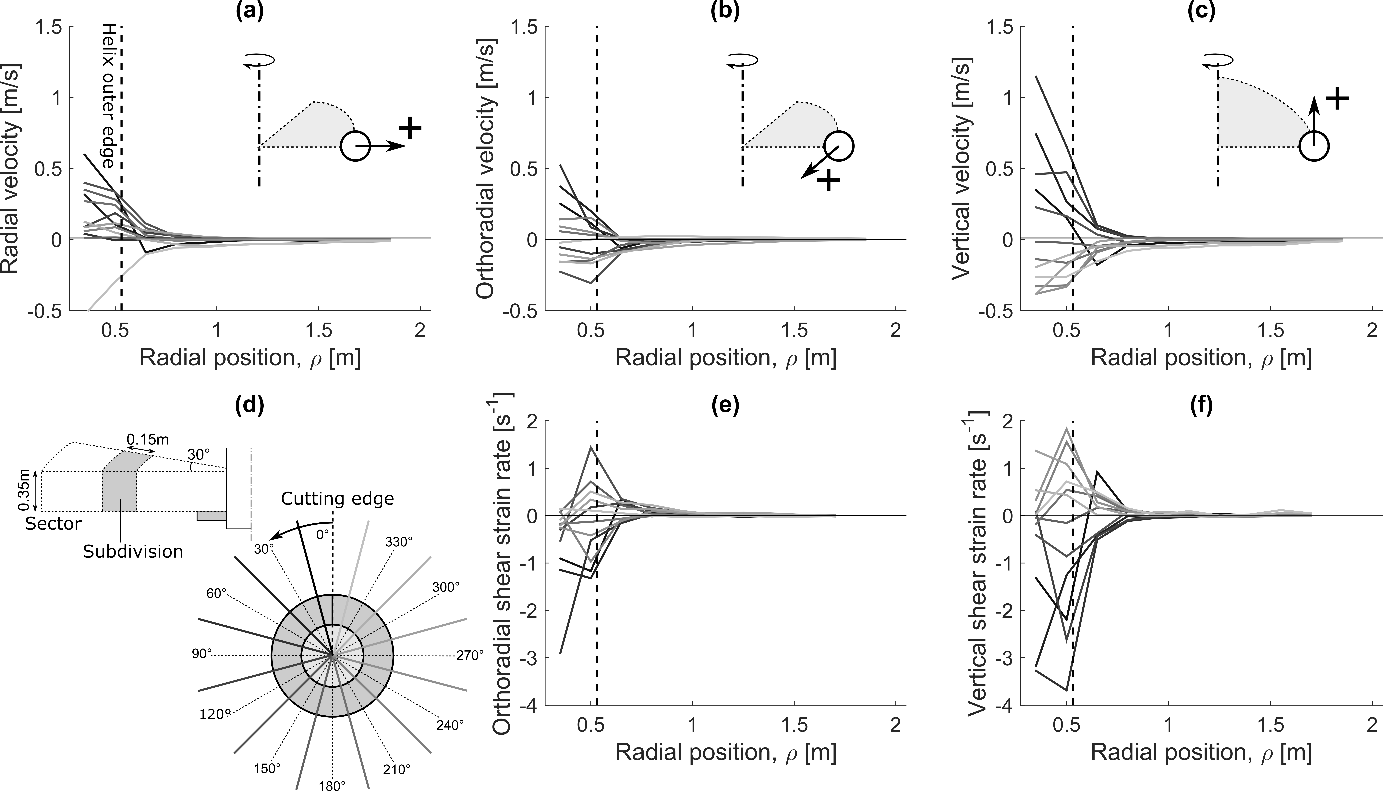 (a)
1.5
1
0.5
0
-0.5
Radial velocity [m/s]
Helix outer edge
+
0.5
1
1.5
2
Radial position, ρ [m]
(b)
1.5
1
0.5
0
-0.5
Orthoradial velocity [m/s]
+
0.5
1
1.5
2
Radial position, ρ [m]
(c)
1.5
1
0.5
0
-0.5
Vertical velocity [m/s]
+
0.5
1
1.5
2
Radial position, ρ [m]
(d)
0.15m
30°
0.35m
Sector
Subdivision
Cutting edge
0°
30°
60°
90°
120°
150°
180°
210°
240°
270°
300°
330°
(e)
2
1
0
-1
-2
-3
-4
Orthoradial shear strain rate [s⁻¹]
0.5
1
1.5
2
Radial position, ρ [m]
(f)
2
1
0
-1
-2
-3
-4
Vertical shear strain rate [s⁻¹]
0.5
1
1.5
2
Radial position, ρ [m]